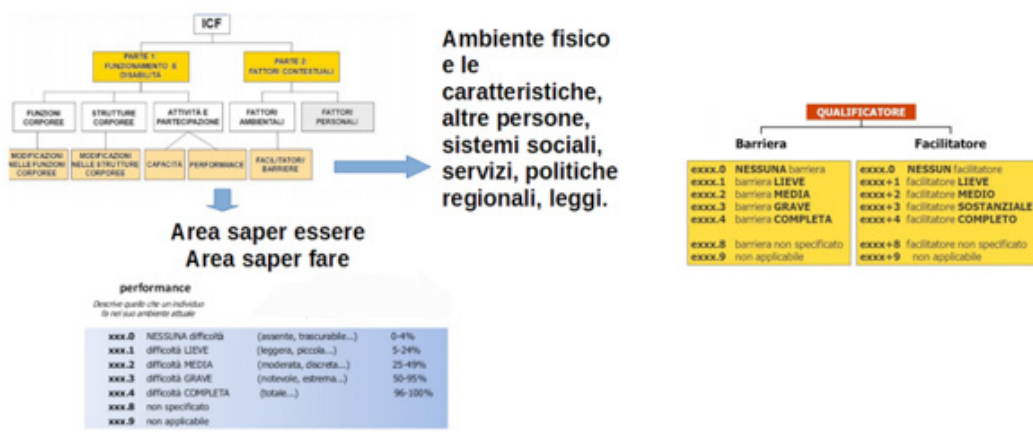 ICF
PARTE 1
FUNZIONAMENTO E
DISABILITÀ
PARTE 2
FATTORI CONTESTUALI
FUNZIONI
CORPOREE
STRUTTURE
CORPOREE
ATTIVITÀ E
PARTECIPAZIONE
FATTORI
AMBIENTALI
FATTORI
PERSONALI
MODIFICAZIONI
NELLE FUNZIONI
CORPOREE
MODIFICAZIONI
NELLE STRUTTURE
CORPOREE
CAPACITÀ
PERFORMANCE
FACILITATORI
BARRIERE
Ambiente fisico
e le
caratteristiche,
altre persone,
sistemi sociali,
servizi, politiche
regionali, leggi.
Area saper essere
Area saper fare
performance
Descrive quello che un individuo
fa nel suo ambiente attuale
xxx.0 NESSUNA difficoltà (assente, trascurabile...) 0-4%
xxx.1 difficoltà LIEVE (leggera, piccola...) 5-24%
xxx.2 difficoltà MEDIA (moderata, discreta...) 25-49%
xxx.3 difficoltà GRAVE (notevole, estrema...) 50-95%
xxx.4 difficoltà COMPLETA (totale...) 96-100%
xxx.8 non specificato
xxx.9 non applicabile
QUALIFICATORE
Barriera
exxx.0 NESSUNA barriera
exxx.1 barriera LIEVE
exxx.2 barriera MEDIA
exxx.3 barriera GRAVE
exxx.4 barriera COMPLETA
exxx.8 barriera non specificato
exxx.9 non applicabile
Facilitatore
exxx.0 NESSUN facilitatore
exxx+1 facilitatore LIEVE
exxx+2 facilitatore MEDIO
exxx+3 facilitatore SOSTANZIALE
exxx+4 facilitatore COMPLETO
exxx+8 facilitatore non specificato
exxx+9 non applicabile